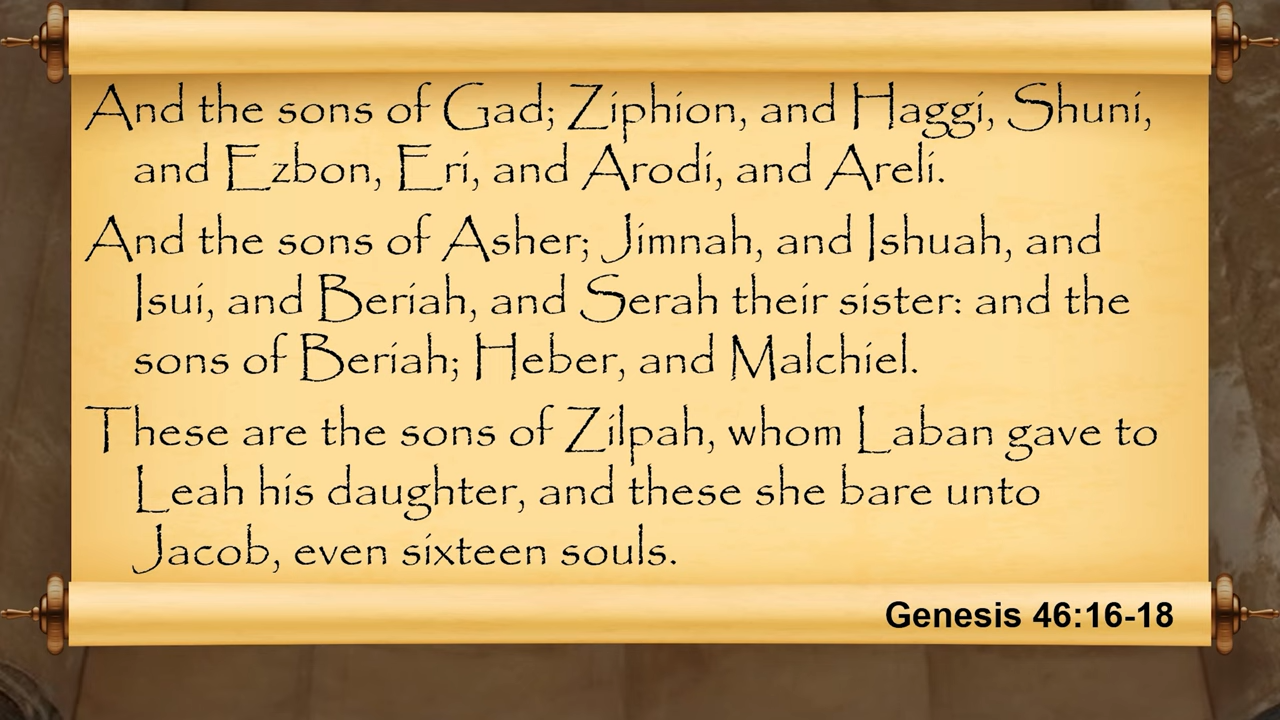 And the sons of Gad; Ziphion, and Haggi, Shuni,
and Ezbon, Eri, and Arodi, and Areli.
And the sons of Asher; Jimnah, and Ishuah, and
Isui, and Beriah, and Serah their sister: and the
sons of Beriah; Heber, and Malchiel.
These are the sons of Zilpah, whom Laban gave to
Leah his daughter, and these she bare unto
Jacob, even sixteen souls.
Genesis 46:16-18